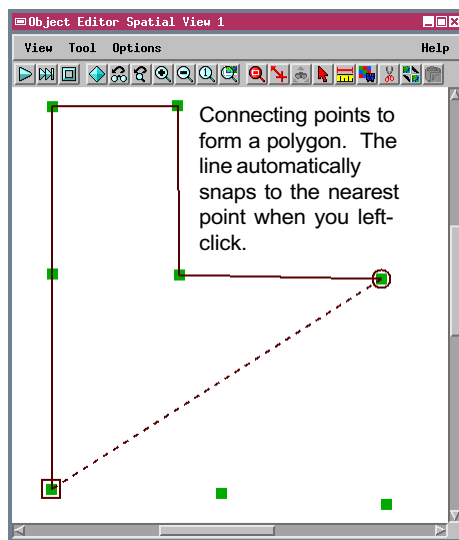 Object Editor Spatial View 1
View Tool Options Help
Connecting points to
form a polygon. The
line automatically
snaps to the nearest
point when you left-
click.